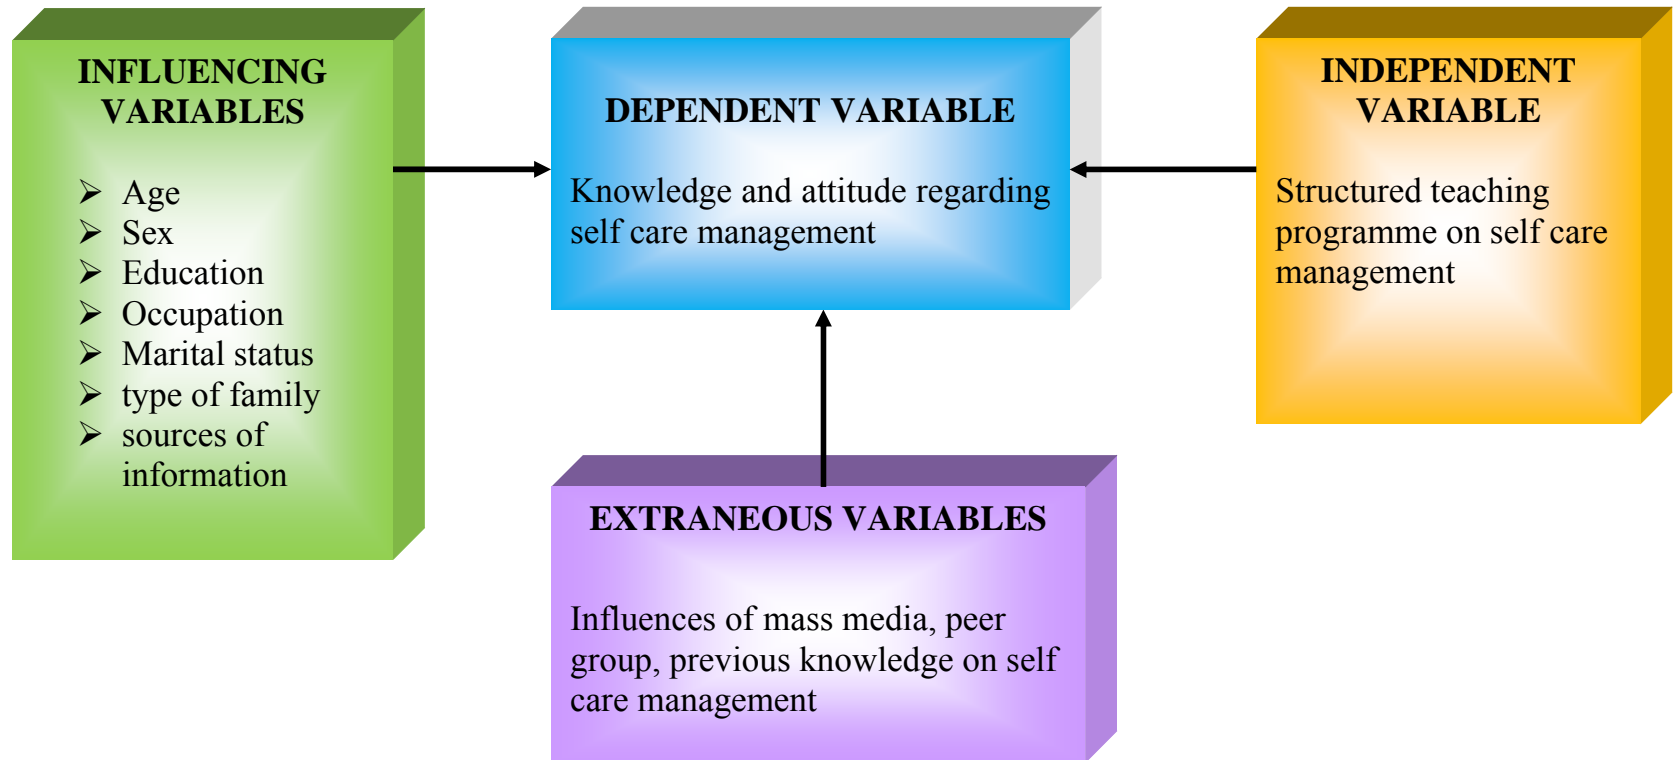 INFLUENCING
VARIABLES
➢ Age
➢ Sex
➢ Education
➢ Occupation
➢ Marital status
➢ type of family
➢ sources of
information
DEPENDENT VARIABLE
Knowledge and attitude regarding
self care management
INDEPENDENT
VARIABLE
Structured teaching
programme on self care
management
EXTRANEOUS VARIABLES
Influences of mass media, peer
group, previous knowledge on self
care management